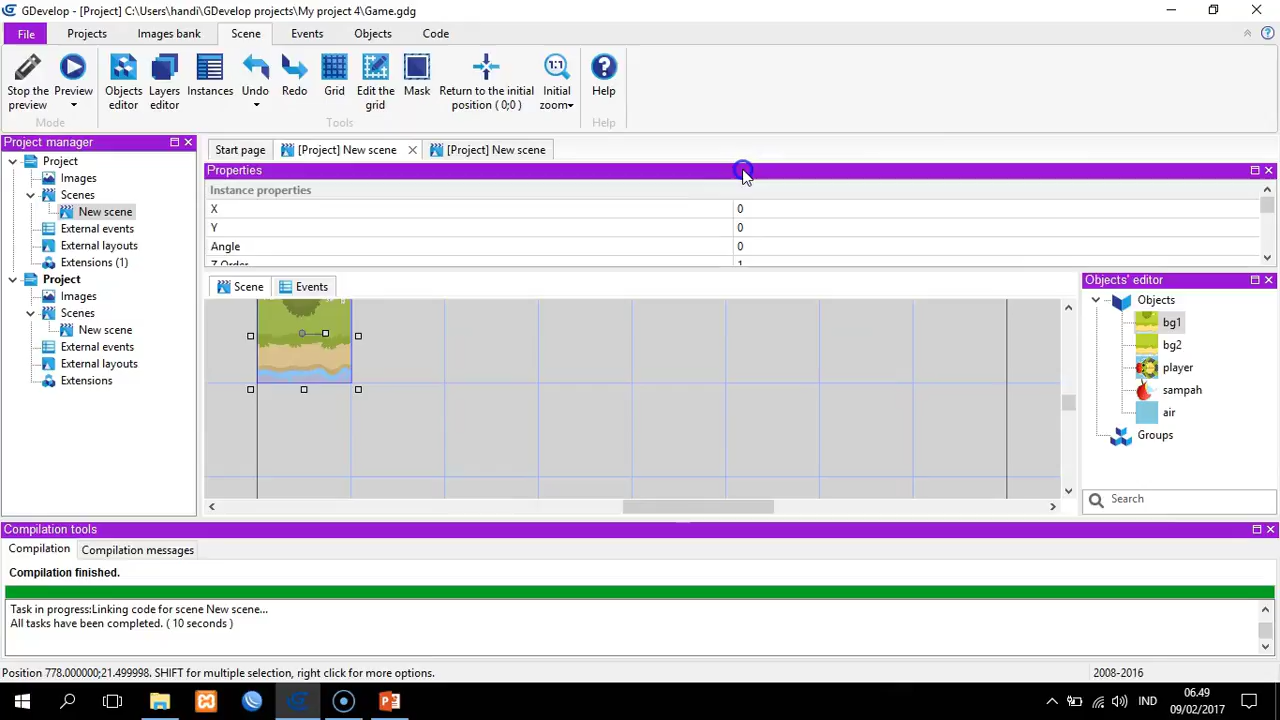 GDevelop - [Project] C:\Users\handi\GDevelop projects\My project 4\Game.gdg
File Projects Images bank Scene Events Objects Code
Stop the preview Preview Objects editor Layers editor Instances Undo Redo Grid Edit the grid Mask Return to the initial position ( 0;0 ) 1:1 Initial zoom Help
Mode Tools Help
Project manager
Project
Images
Scenes
New scene
External events
External layouts
Extensions (1)
Project
Images
Scenes
New scene
External events
External layouts
Extensions
Start page [Project] New scene [Project] New scene
Properties
Instance properties
X 0
Y 0
Angle 0
Z Order 1
Scene Events
Objects' editor
Objects
bg1
bg2
player
sampah
air
Groups
Search
Compilation tools
Compilation Compilation messages
Compilation finished.
Task in progress:Linking code for scene New scene...
All tasks have been completed. ( 10 seconds )
Position 778.000000;21.499998. SHIFT for multiple selection, right click for more options. 2008-2016
IND 06.49
09/02/2017